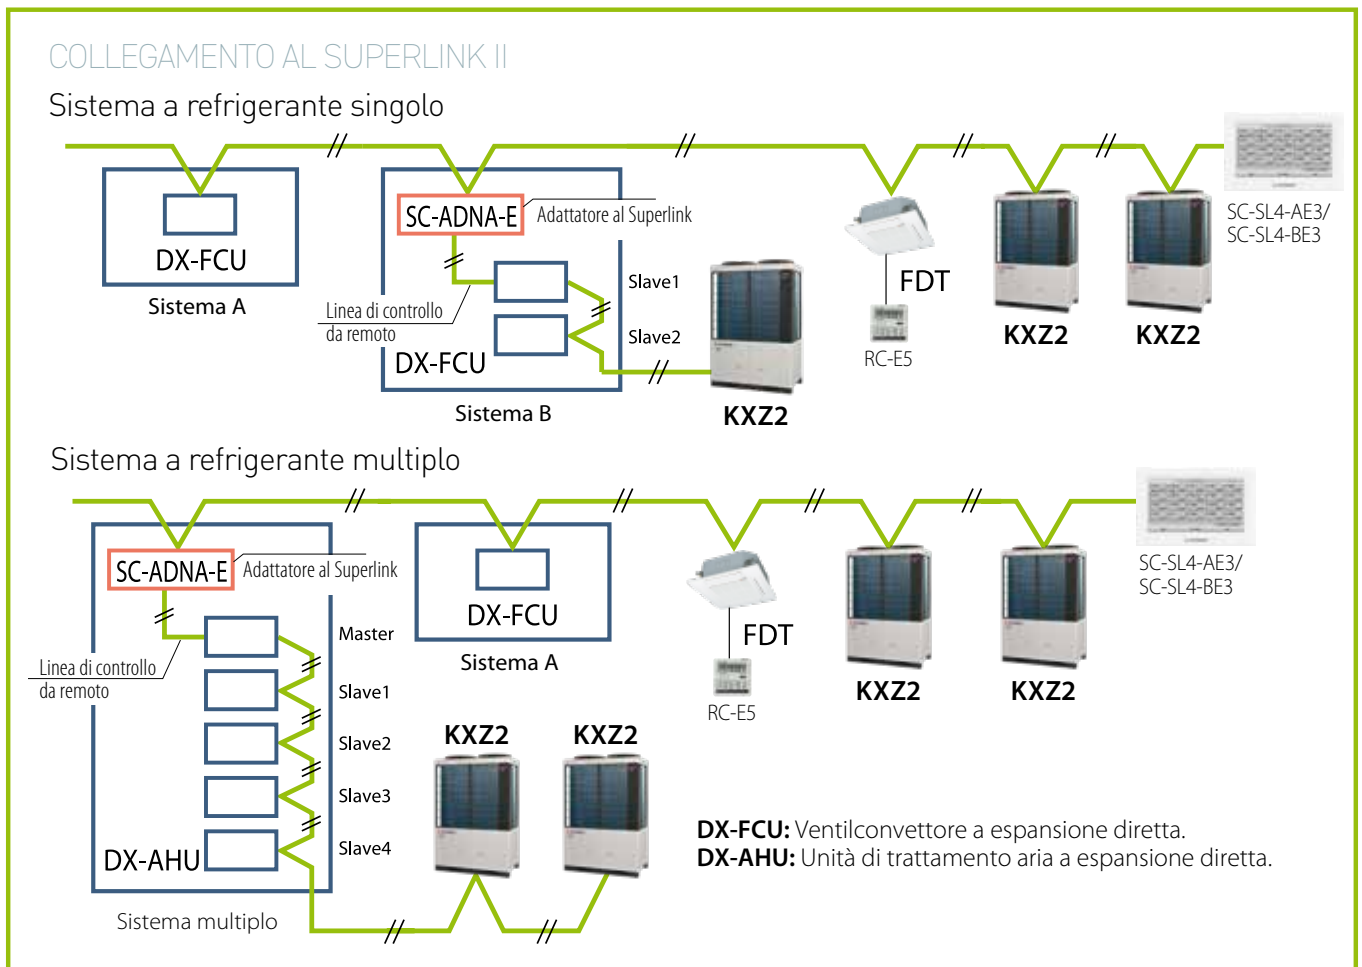 COLLEGAMENTO AL SUPERLINK II
Sistema a refrigerante singolo
DX-FCU
Sistema A
SC-ADNA-E
Adattatore al Superlink
Linea di controllo
da remoto
Slave1
Slave2
DX-FCU
Sistema B
KXZ2
FDT
RC-E5
KXZ2
KXZ2
SC-SL4-AE3/
SC-SL4-BE3
Sistema a refrigerante multiplo
SC-ADNA-E
Adattatore al Superlink
Linea di controllo
da remoto
Master
Slave1
Slave2
Slave3
Slave4
DX-AHU
Sistema multiplo
DX-FCU
Sistema A
KXZ2
KXZ2
FDT
RC-E5
KXZ2
KXZ2
SC-SL4-AE3/
SC-SL4-BE3
DX-FCU: Ventilconvettore a espansione diretta.
DX-AHU: Unità di trattamento aria a espansione diretta.